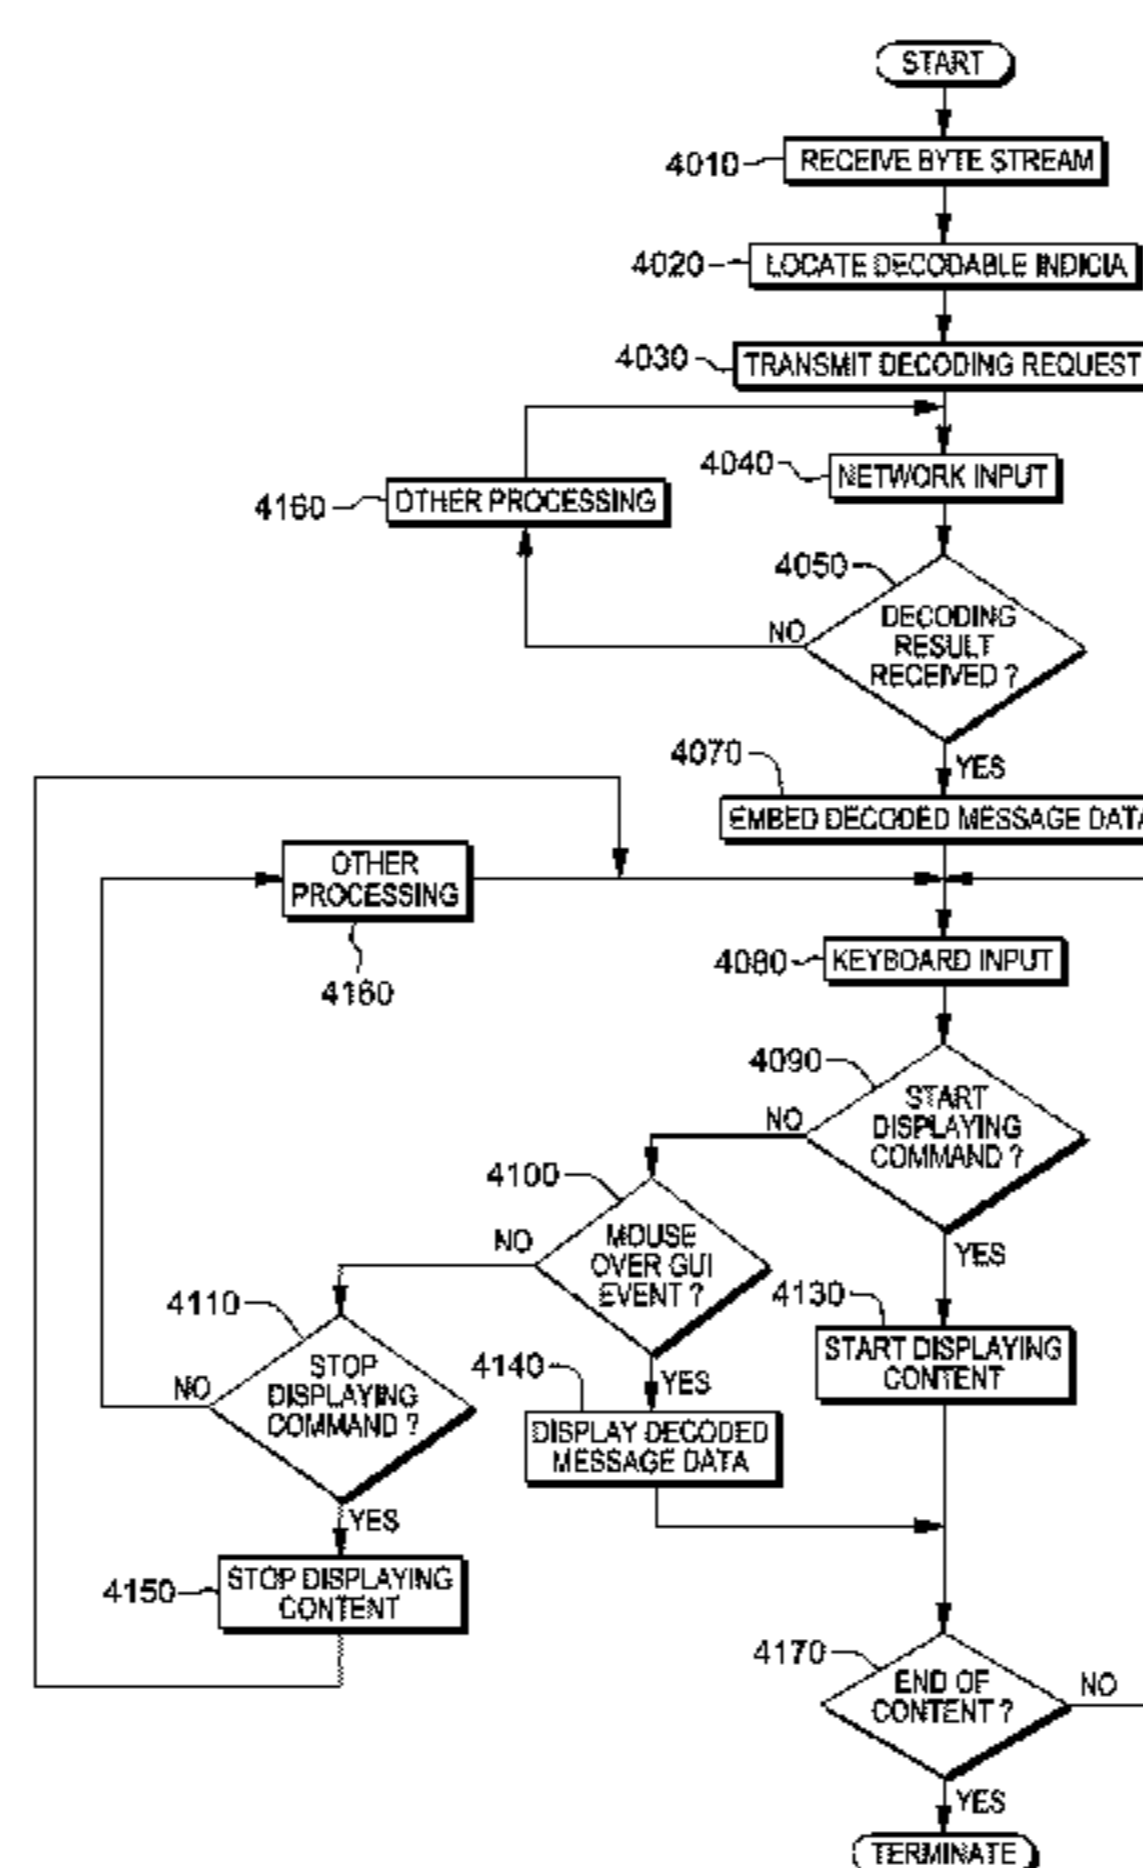 START
4010
RECEIVE BYTE STREAM
4020
LOCATE DECODABLE INDICIA
4030
TRANSMIT DECODING REQUEST
4040
NETWORK INPUT
4160
OTHER PROCESSING
4050
DECODING
RESULT
RECEIVED ?
NO
YES
4070
EMBED DECODED MESSAGE DATA
OTHER
PROCESSING
4160
4080
KEYBOARD INPUT
4090
START
DISPLAYING
COMMAND ?
NO
YES
4100
MOUSE
OVER GUI
EVENT ?
NO
YES
4110
STOP
DISPLAYING
COMMAND ?
NO
YES
4130
START DISPLAYING
CONTENT
4140
DISPLAY DECODED
MESSAGE DATA
4150
STOP DISPLAYING
CONTENT
4170
END OF
CONTENT ?
NO
YES
TERMINATE